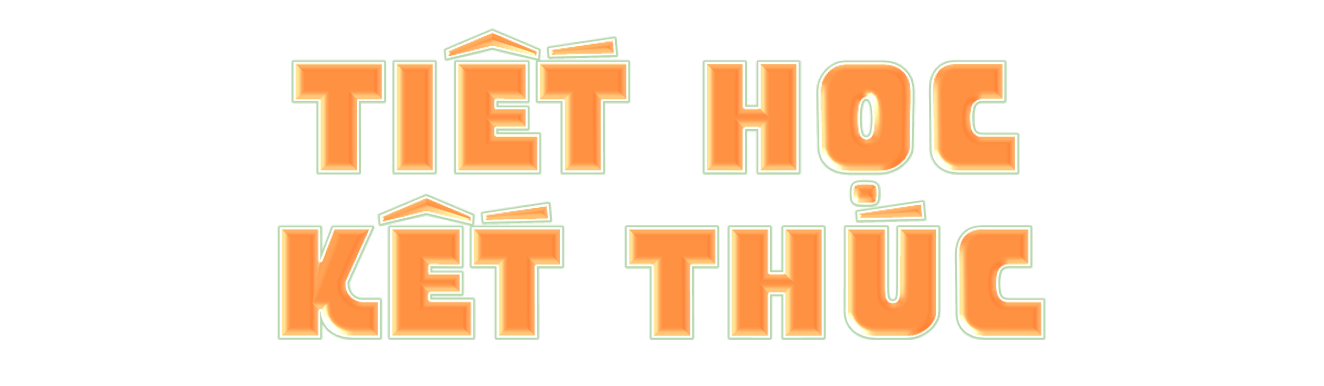 TIẾT HỌC
KẾT THÚC